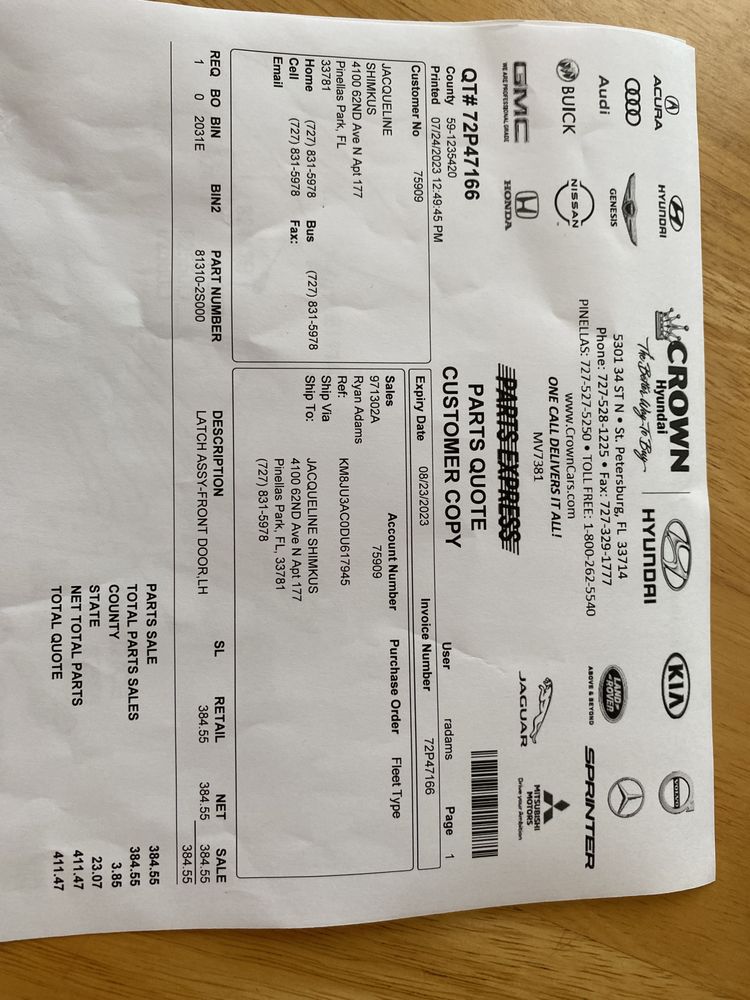 ACURA
HYUNDAI
CROWN
Hyundai
The Better Way To Buy
HYUNDAI
KIA
VOLVO
Audi
GENESIS
5301 34 ST N • St. Petersburg, FL 33714
Phone: 727-528-1225 • Fax: 727-329-1777
PINELLAS: 727-527-5250 • TOLL FREE: 1-800-262-5540
www.CrownCars.com
ONE CALL DELIVERS IT ALL!
MV7381
LAND ROVER
ABOVE & BEYOND
SPRINTER
BUICK
NISSAN
GMC
WE ARE PROFESSIONAL GRADE
HONDA
PARTS EXPRESS
JAGUAR
MITSUBISHI MOTORS
Drive your Ambition
QT# 72P47166
PARTS QUOTE
CUSTOMER COPY
County 59-1235420
Printed 07/24/2023 12:49:45 PM
User radams Page 1
Customer No 75909
Expiry Date 08/23/2023 Invoice Number 72P47166
JACQUELINE
SHIMKUS
4100 62ND Ave N Apt 177
Pinellas Park, FL
33781
Home (727) 831-5978 Bus (727) 831-5978
Cell (727) 831-5978 Fax:
Email
Sales Account Number Purchase Order Fleet Type
971302A 75909
Ryan Adams
Ref: KM8JU3AC0DU617945
Ship Via
Ship To: JACQUELINE SHIMKUS
4100 62ND Ave N Apt 177
Pinellas Park, FL, 33781
(727) 831-5978
REQ BO BIN BIN2 PART NUMBER DESCRIPTION SL RETAIL NET SALE
1 0 2031E 81310-2S000 LATCH ASSY-FRONT DOOR,LH 384.55 384.55 384.55
384.55
PARTS SALE 384.55
TOTAL PARTS SALES 384.55
COUNTY 3.85
STATE 23.07
NET TOTAL PARTS 411.47
TOTAL QUOTE 411.47